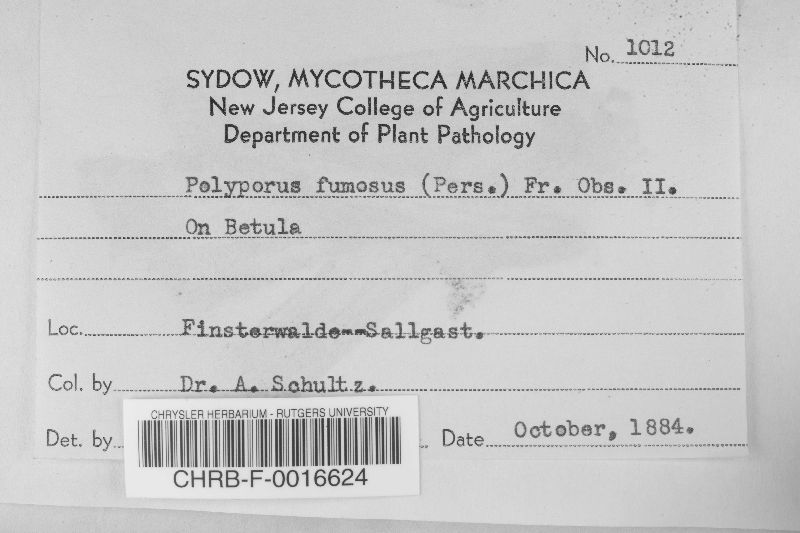 No. 1012
SYDOW, MYCOTHECA MARCHICA
New Jersey College of Agriculture
Department of Plant Pathology
Polyporus fumosus (Pers.) Fr. Obs. II.
On Betula
Loc. Finsterwalde--Sallgast.
Col. by Dr. A. Schultz.
Det. by Date October, 1884.
CHRYSLER HERBARIUM - RUTGERS UNIVERSITY
CHRB-F-0016624